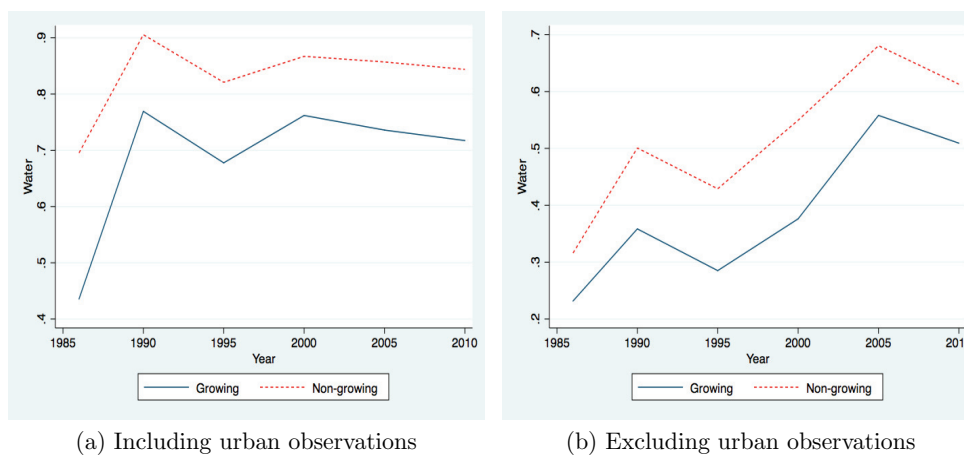 .9
.8
.7
.6
.5
.4
Water
1985 1990 1995 2000 2005 2010
Year
Growing Non-growing
(a) Including urban observations
.7
.6
.5
.4
.3
.2
Water
1985 1990 1995 2000 2005 201
Year
Growing Non-growing
(b) Excluding urban observations